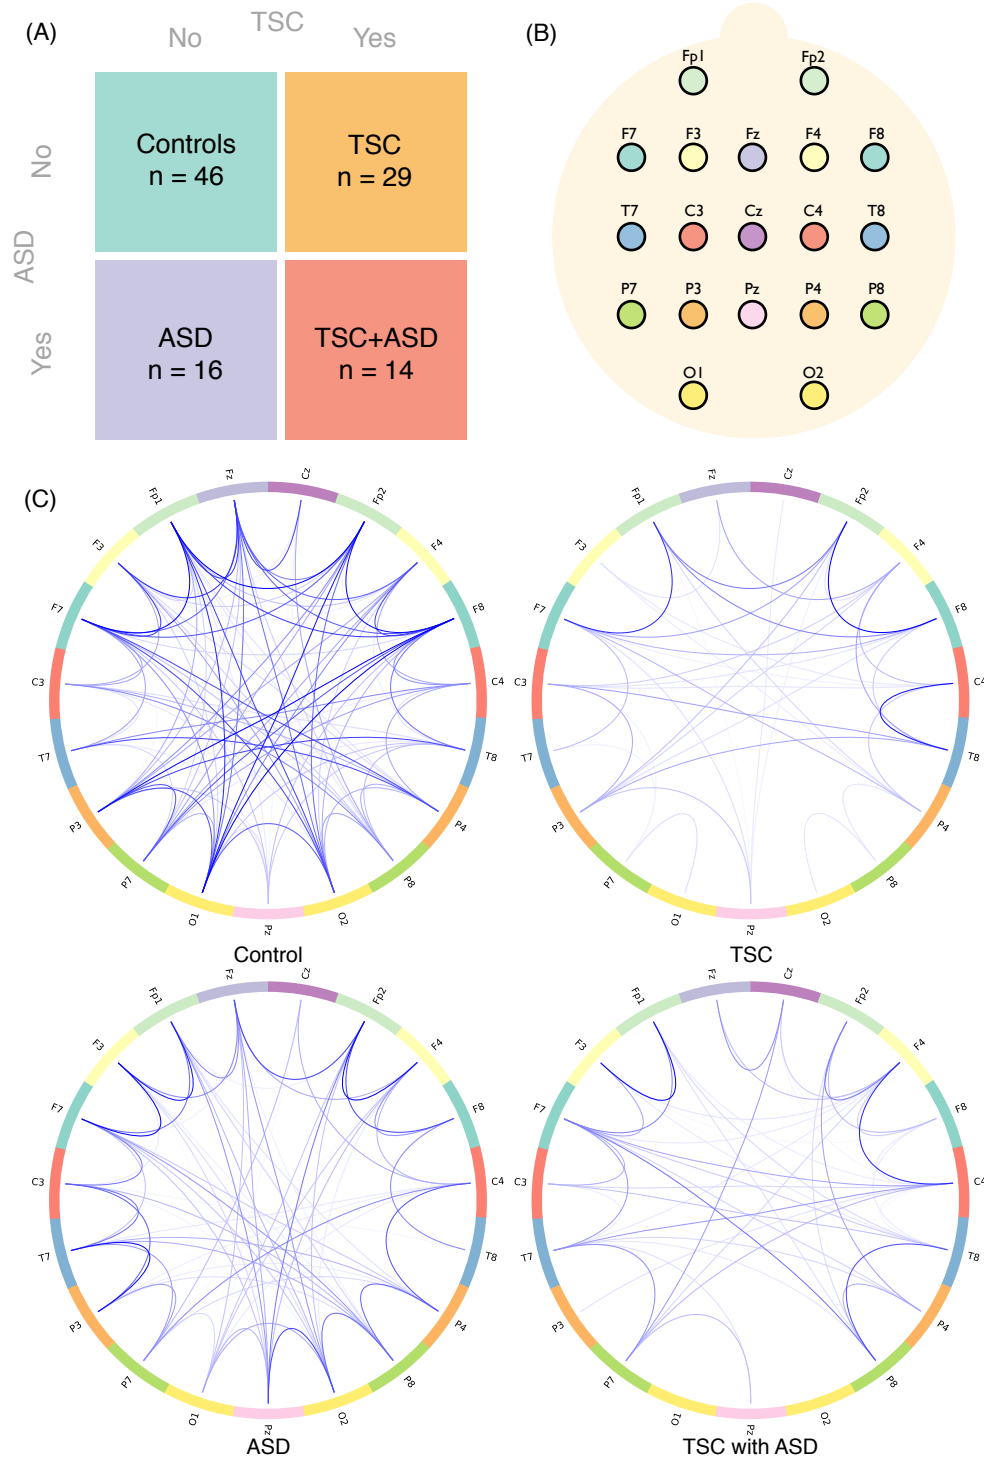 (A)
TSC
No Yes
ASD
No
Yes
Controls
n = 46
TSC
n = 29
ASD
n = 16
TSC+ASD
n = 14
(B)
Fp1 Fp2
F7 F3 Fz F4 F8
T7 C3 Cz C4 T8
P7 P3 Pz P4 P8
O1 O2
(C)
Fz Cz
Fp1 Fp2
F3 F4
F7 F8
C3 C4
T7 T8
P3 P4
P7 P8
O1 O2
Pz
Control
Fz Cz
Fp1 Fp2
F3 F4
F7 F8
C3 C4
T7 T8
P3 P4
P7 P8
O1 O2
Pz
TSC
Fz Cz
Fp1 Fp2
F3 F4
F7 F8
C3 C4
T7 T8
P3 P4
P7 P8
O1 O2
Pz
ASD
Fz Cz
Fp1 Fp2
F3 F4
F7 F8
C3 C4
T7 T8
P3 P4
P7 P8
O1 O2
Pz
TSC with ASD